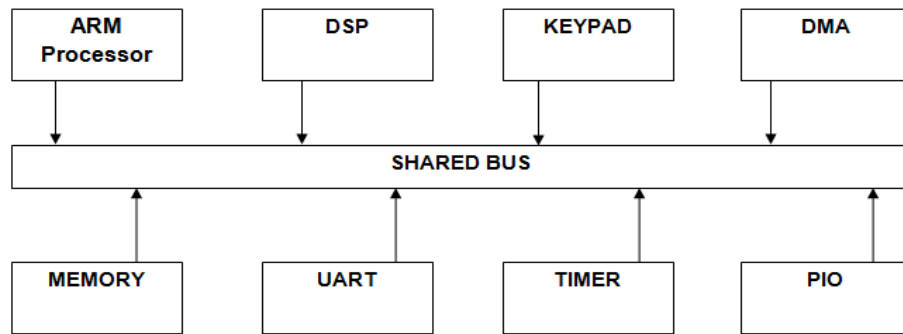 ARM
Processor
DSP
KEYPAD
DMA
SHARED BUS
MEMORY
UART
TIMER
PIO